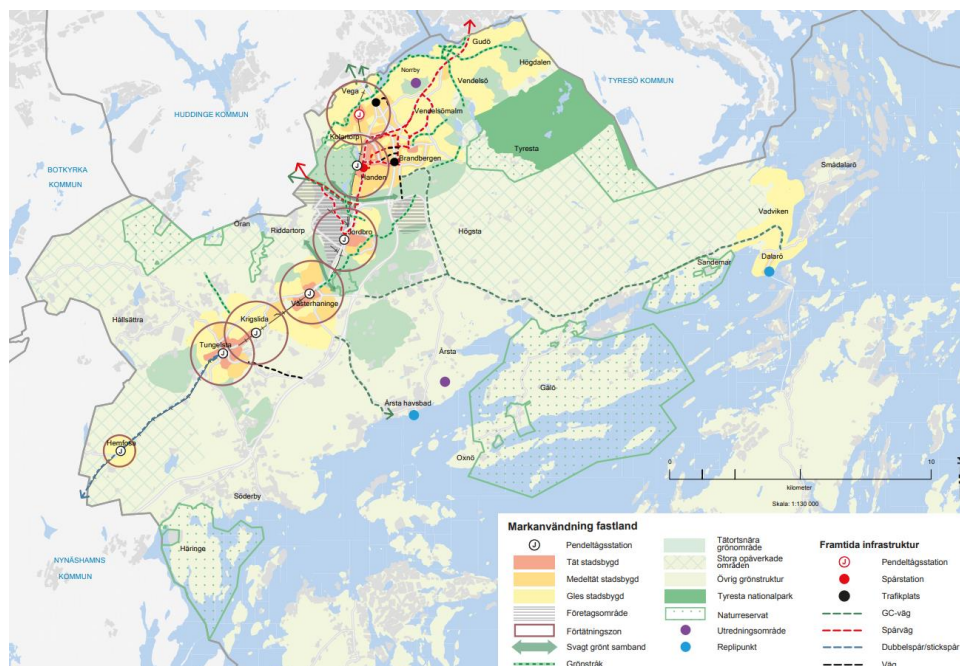 Gudö
Högdalen
Norrby
Vendelsö
TYRESÖ KOMMUN
Vega
HUDDINGE KOMMUN
Vendelsömalm
Kolartorp
Tyresta
Brandbergen
Handen
Smådalarö
BOTKYRKA
KOMMUN
Vadviken
Öran
Riddartorp
Jordbro
Högsta
Dalarö
Sandemar
Västerhaninge
Hållsättra
Krigslida
Tungelsta
Årsta
Gålö
Årsta havsbad
Hemfosa
Oxnö
0
10
kilometer
Skala: 1:130 000
Söderby
Häringe
NYNÄSHAMNS
KOMMUN
Markanvändning fastland
Pendeltågsstation
Tät stadsbygd
Medeltät stadsbygd
Gles stadsbygd
Företagsområde
Förtätningszon
Svagt grönt samband
Grönstråk
Tätortsnära
grönområde
Stora opåverkade
områden
Övrig grönstruktur
Tyresta nationalpark
Naturreservat
Utredningsområde
Replipunkt
Framtida infrastruktur
Pendeltågsstation
Spårstation
Trafikplats
GC-väg
Spårväg
Dubbelspår/stickspår
Väg